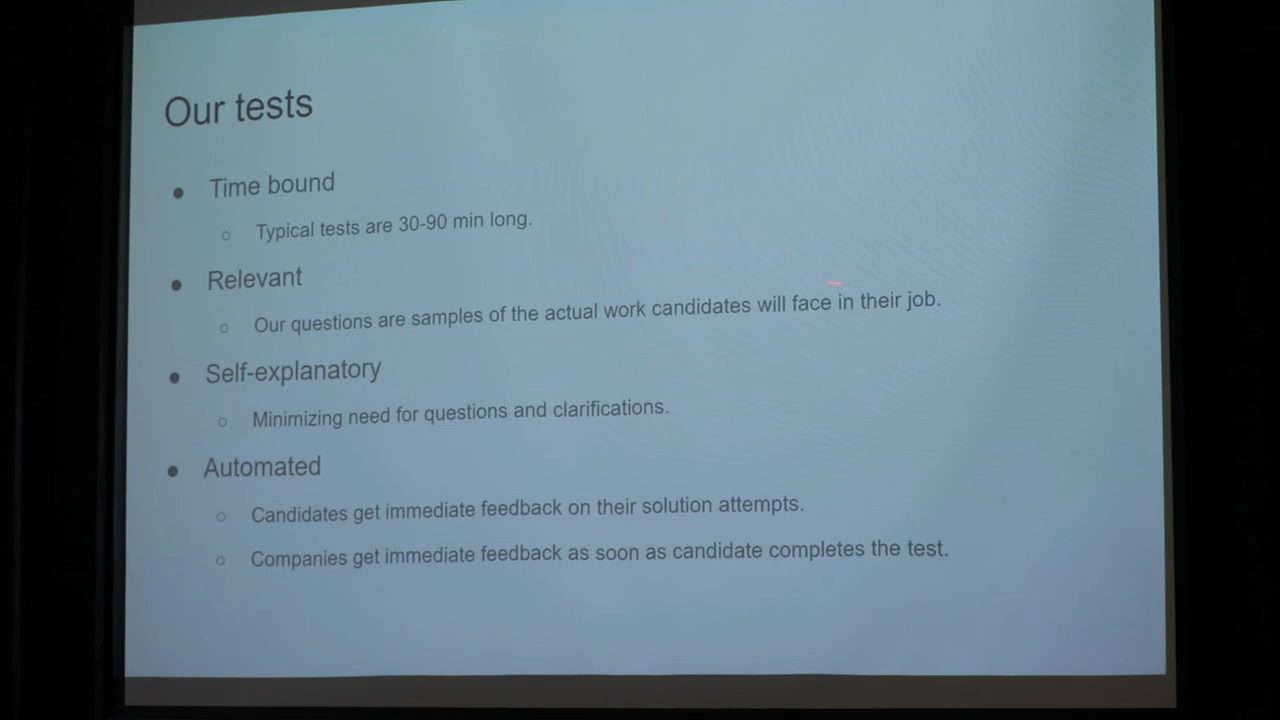 Our tests
● Time bound
○ Typical tests are 30-90 min long.
● Relevant
○ Our questions are samples of the actual work candidates will face in their job.
● Self-explanatory
○ Minimizing need for questions and clarifications.
● Automated
○ Candidates get immediate feedback on their solution attempts.
○ Companies get immediate feedback as soon as candidate completes the test.